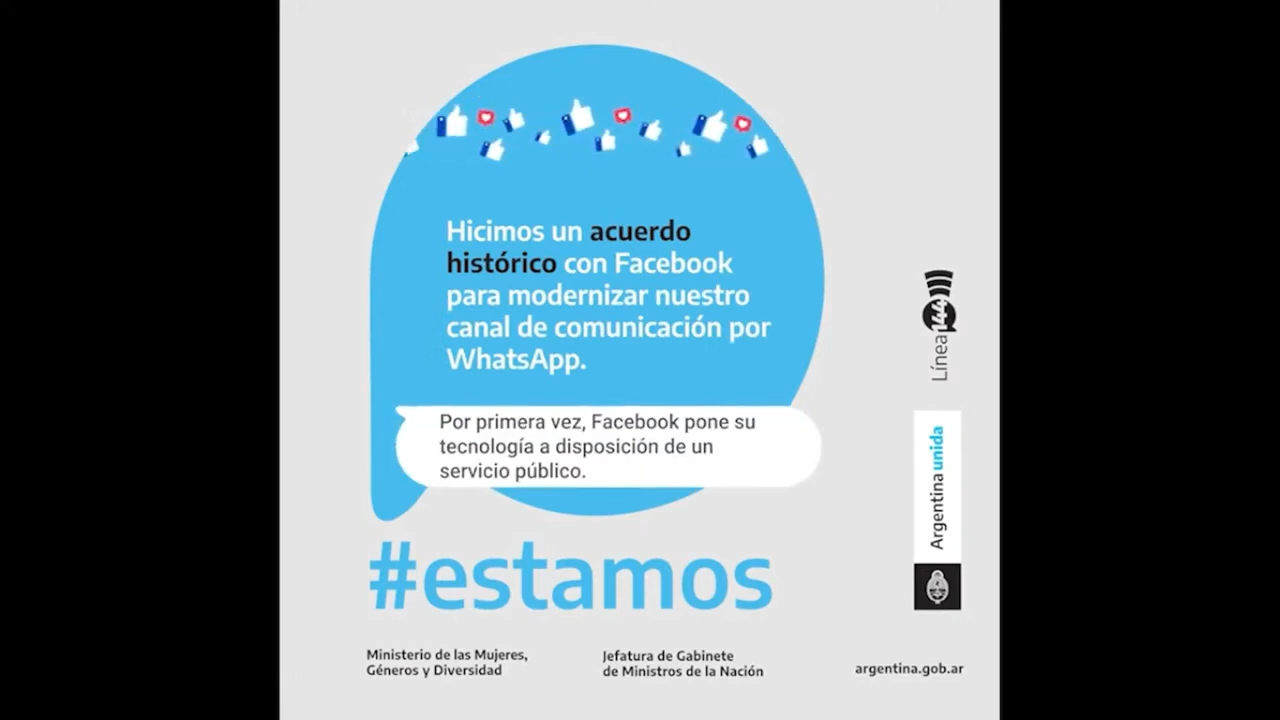 Hicimos un acuerdo
histórico con Facebook
para modernizar nuestro
canal de comunicación por
WhatsApp.
Por primera vez, Facebook pone su
tecnología a disposición de un
servicio público.
#estamos
Línea 144
Argentina unida
Ministerio de las Mujeres,
Géneros y Diversidad
Jefatura de Gabinete
de Ministros de la Nación
argentina.gob.ar